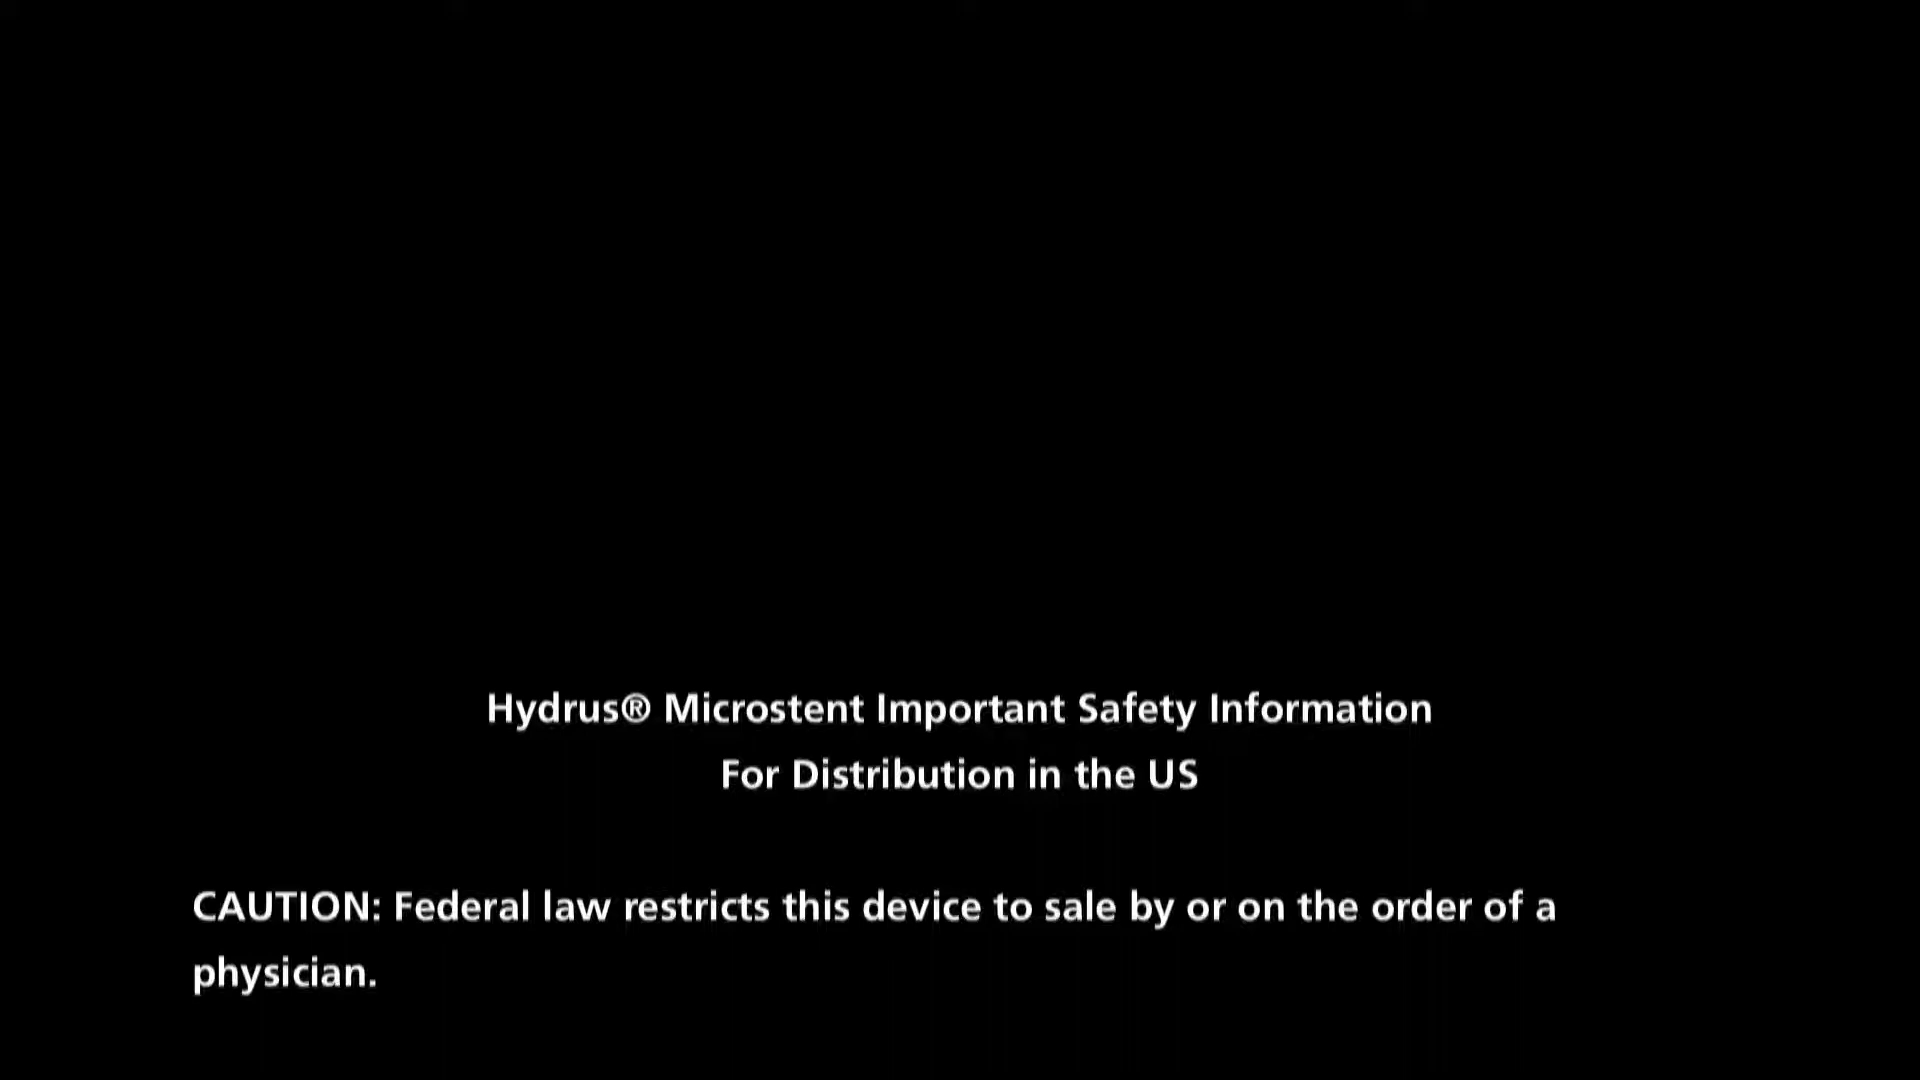 Hydrus® Microstent Important Safety Information
For Distribution in the US
CAUTION: Federal law restricts this device to sale by or on the order of a
physician.